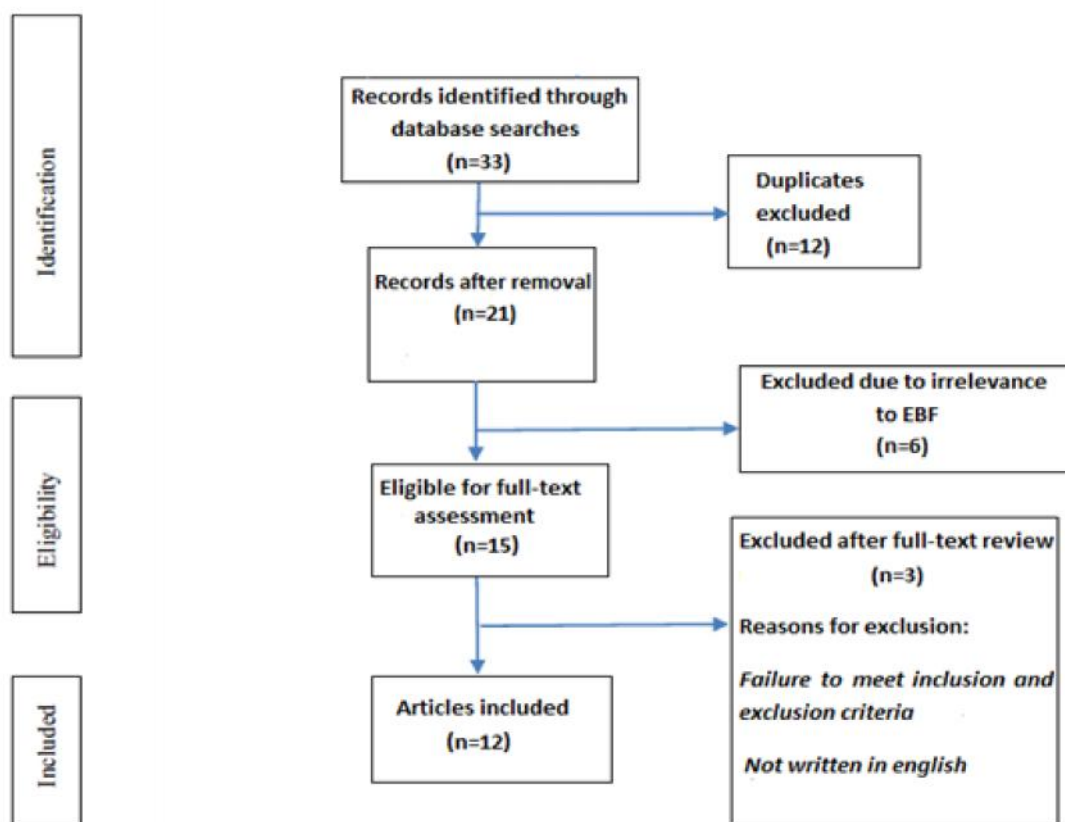 Identification
Records identified through
database searches
(n=33)
Duplicates
excluded
(n=12)
Records after removal
(n=21)
Eligibility
Excluded due to irrelevance
to EBF
(n=6)
Eligible for full-text
assessment
(n=15)
Excluded after full-text review
(n=3)
Reasons for exclusion:
Failure to meet inclusion and
exclusion criteria
Not written in english
Included
Articles included
(n=12)